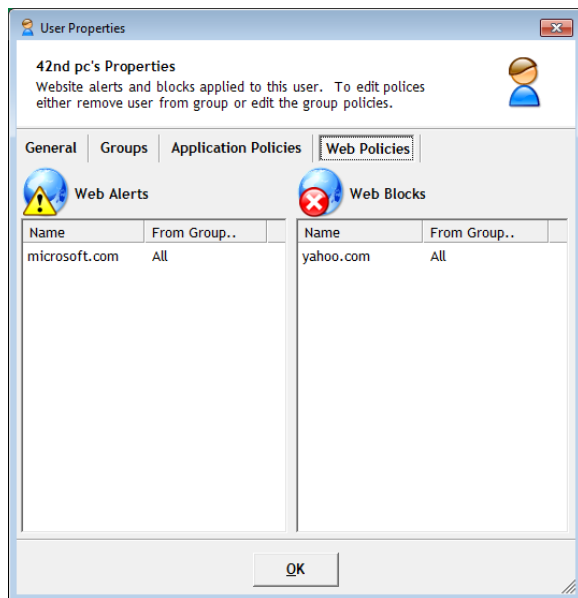 User Properties
42nd pc's Properties
Website alerts and blocks applied to this user. To edit polices
either remove user from group or edit the group policies.
General Groups Application Policies Web Policies
Web Alerts
Name From Group..
microsoft.com All
Web Blocks
Name From Group..
yahoo.com All
OK